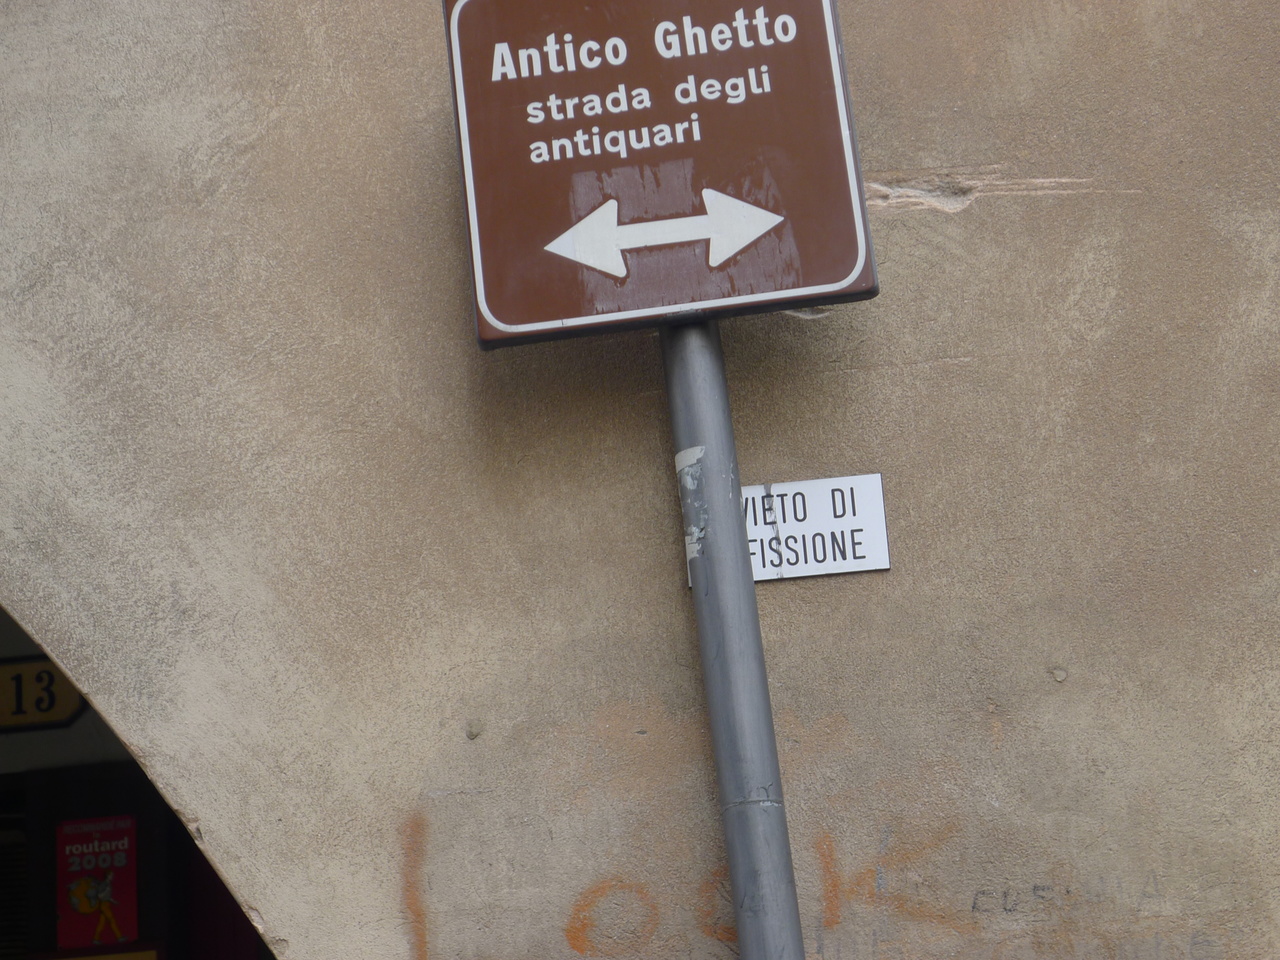 Antico Ghetto
strada degli
antiquari
VIETO DI
FISSIONE
13
routard
2008